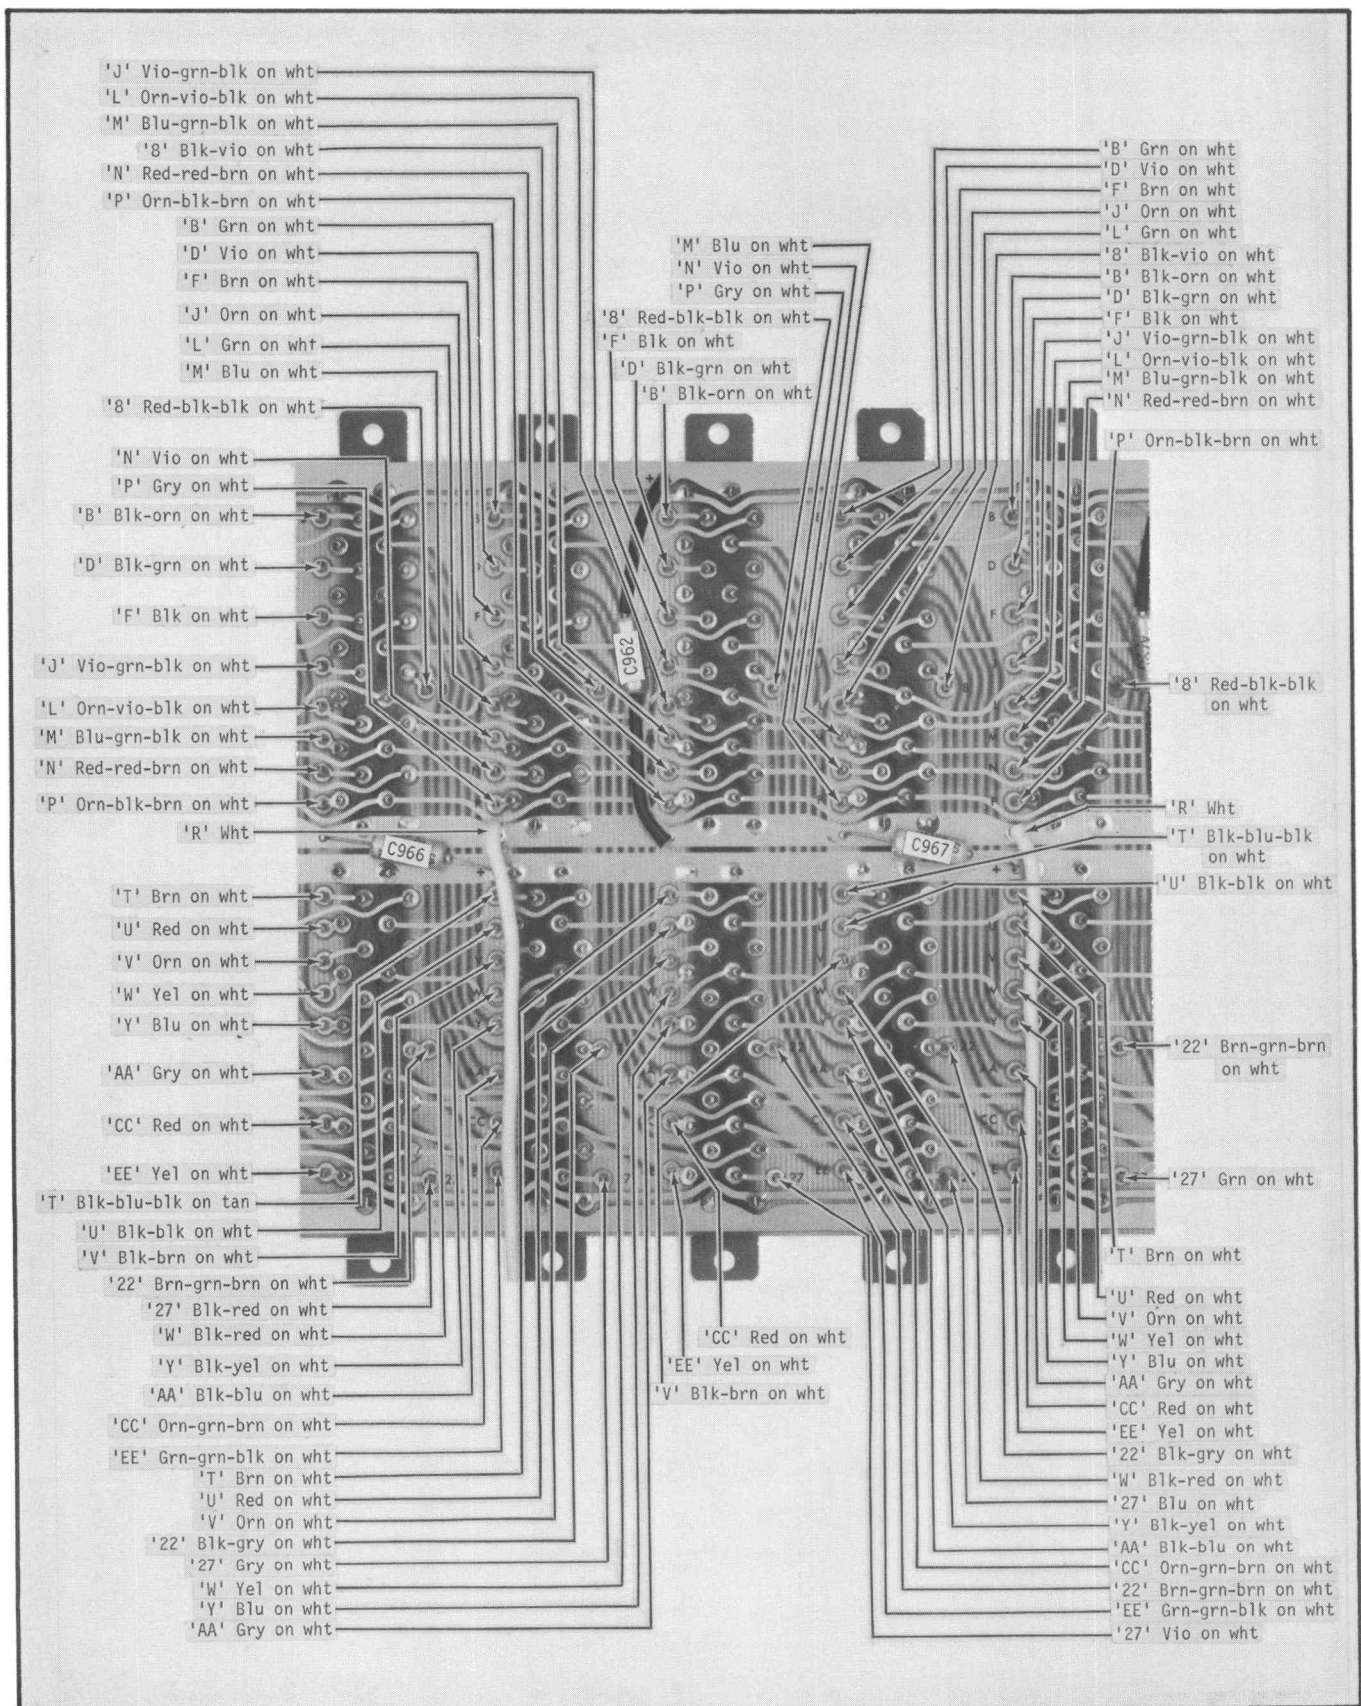 'J' Vio-grn-blk on wht
'L' Orn-vio-blk on wht
'M' Blu-grn-blk on wht
'8' Blk-vio on wht
'N' Red-red-brn on wht
'P' Orn-blk-brn on wht
'B' Grn on wht
'D' Vio on wht
'F' Brn on wht
'J' Orn on wht
'L' Grn on wht
'M' Blu on wht
'8' Red-blk-blk on wht
'N' Vio on wht
'P' Gry on wht
'B' Blk-orn on wht
'D' Blk-grn on wht
'F' Blk on wht
'J' Vio-grn-blk on wht
'L' Orn-vio-blk on wht
'M' Blu-grn-blk on wht
'N' Red-red-brn on wht
'P' Orn-blk-brn on wht
'R' Wht
'T' Brn on wht
'U' Red on wht
'V' Orn on wht
'W' Yel on wht
'Y' Blu on wht
'AA' Gry on wht
'CC' Red on wht
'EE' Yel on wht
'T' Blk-blu-blk on tan
'U' Blk-blk on wht
'V' Blk-brn on wht
'22' Brn-grn-brn on wht
'27' Blk-red on wht
'W' Blk-red on wht
'Y' Blk-yel on wht
'AA' Blk-blu on wht
'CC' Orn-grn-brn on wht
'EE' Grn-grn-blk on wht
'T' Brn on wht
'U' Red on wht
'V' Orn on wht
'22' Blk-gry on wht
'27' Gry on wht
'W' Yel on wht
'Y' Blu on wht
'AA' Gry on wht
'M' Blu on wht
'N' Vio on wht
'P' Gry on wht
'8' Red-blk-blk on wht
'F' Blk on wht
'D' Blk-grn on wht
'B' Blk-orn on wht
C962
C966
C967
'CC' Red on wht
'EE' Yel on wht
'V' Blk-brn on wht
'B' Grn on wht
'D' Vio on wht
'F' Brn on wht
'J' Orn on wht
'L' Grn on wht
'8' Blk-vio on wht
'B' Blk-orn on wht
'D' Blk-grn on wht
'F' Blk on wht
'J' Vio-grn-blk on wht
'L' Orn-vio-blk on wht
'M' Blu-grn-blk on wht
'N' Red-red-brn on wht
'P' Orn-blk-brn on wht
'8' Red-blk-blk
on wht
'R' Wht
'T' Blk-blu-blk
on wht
'U' Blk-blk on wht
'22' Brn-grn-brn
on wht
'27' Grn on wht
'T' Brn on wht
'U' Red on wht
'V' Orn on wht
'W' Yel on wht
'Y' Blu on wht
'AA' Gry on wht
'CC' Red on wht
'EE' Yel on wht
'22' Blk-gry on wht
'W' Blk-red on wht
'27' Blu on wht
'Y' Blk-yel on wht
'AA' Blk-blu on wht
'CC' Orn-grn-brn on wht
'22' Brn-grn-brn on wht
'EE' Grn-grn-blk on wht
'27' Vio on wht